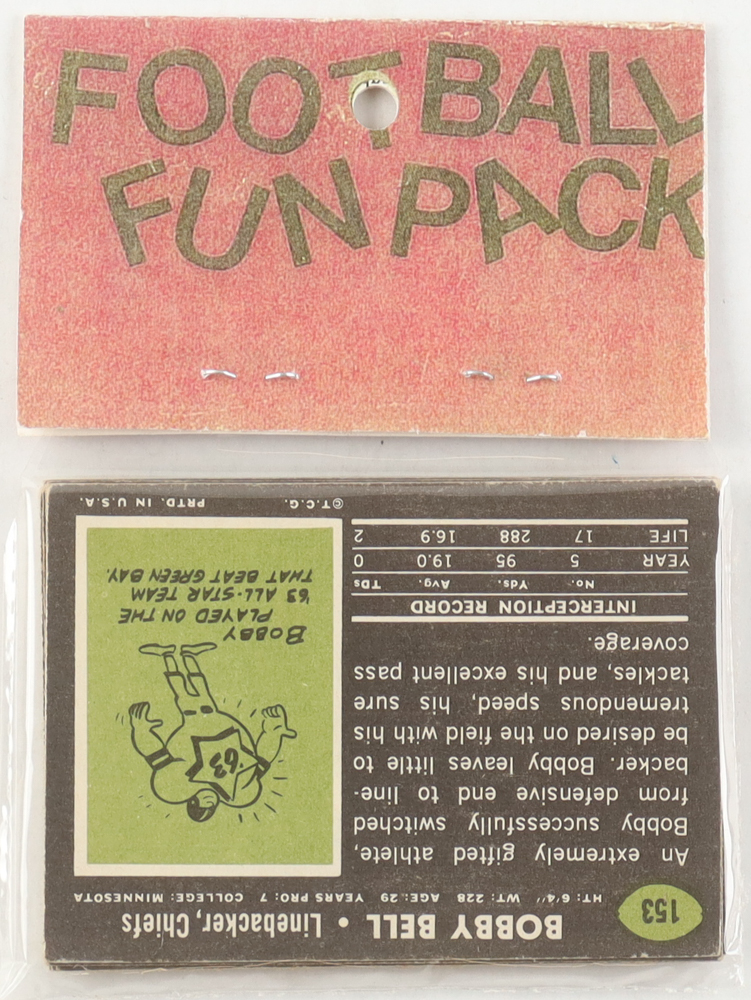 FOOTBALL
FUN PACK
153
BOBBY BELL • Linebacker, Chiefs
HT: 6'4" WT: 228 AGE: 29 YEARS PRO: 7 COLLEGE: MINNESOTA
An extremely gifted athlete,
Bobby successfully switched
from defensive end to line-
backer. Bobby leaves little to
be desired on the field with his
tremendous speed, his sure
tackles, and his excellent pass
coverage.
INTERCEPTION RECORD
No. Yds. Avg. TDs
YEAR 5 95 19.0 0
LIFE 17 288 16.9 2
'63
BOBBY
PLAYED ON THE
'63 ALL-STAR TEAM
THAT BEAT GREEN BAY.
©T.C.G. PRTD. IN U.S.A.